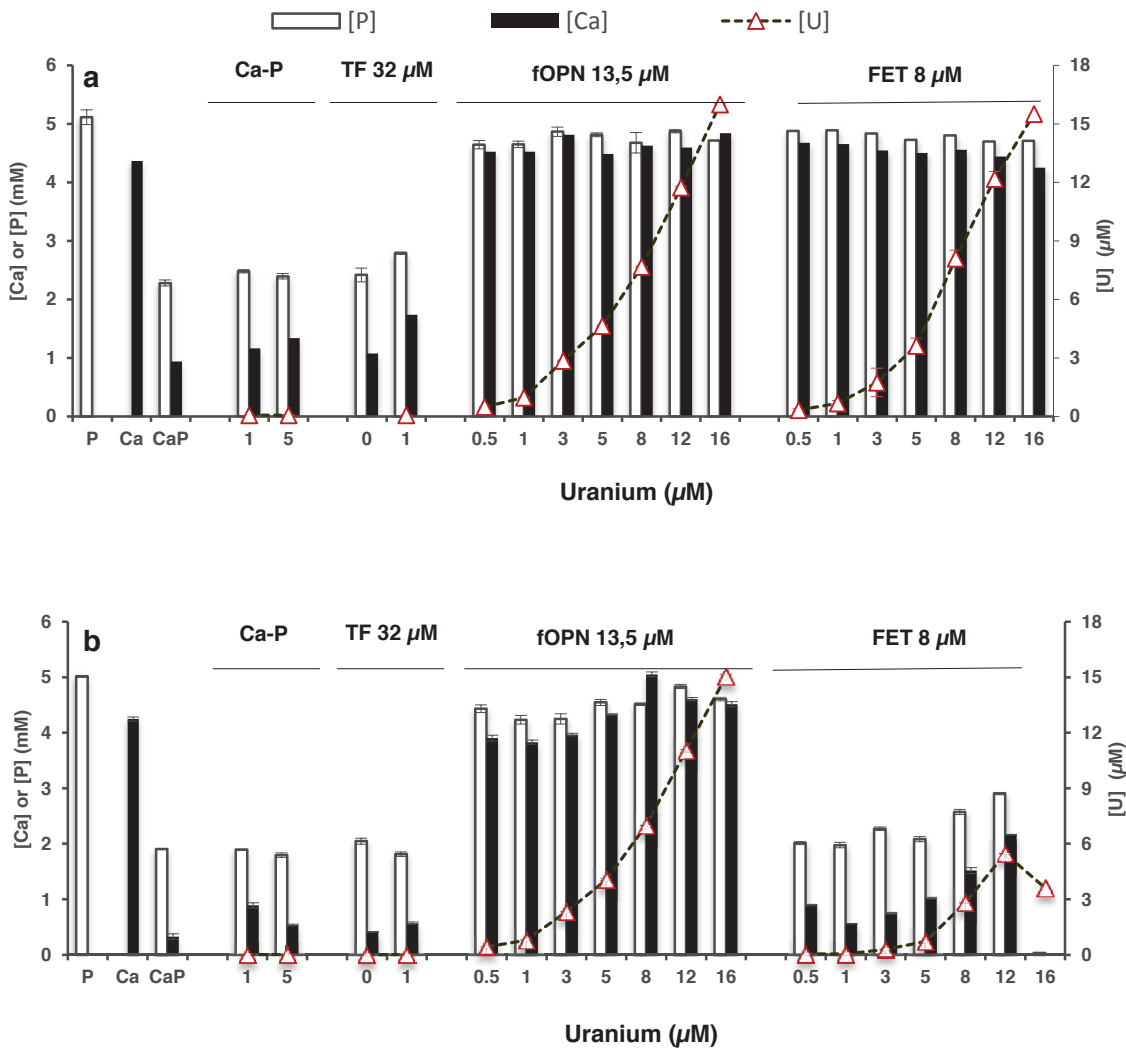 [P] [Ca] [U]
a
Ca-P TF 32 µM fOPN 13,5 µM FET 8 µM
[Ca] or [P] (mM)
6
5
4
3
2
1
0
18
15
12
9
6
3
0
[U] (µM)
P Ca CaP 1 5 0 1 0.5 1 3 5 8 12 16 0.5 1 3 5 8 12 16
Uranium (µM)
b
Ca-P TF 32 µM fOPN 13,5 µM FET 8 µM
[Ca] or [P] (mM)
6
5
4
3
2
1
0
18
15
12
9
6
3
0
[U] (µM)
P Ca CaP 1 5 0 1 0.5 1 3 5 8 12 16 0.5 1 3 5 8 12 16
Uranium (µM)